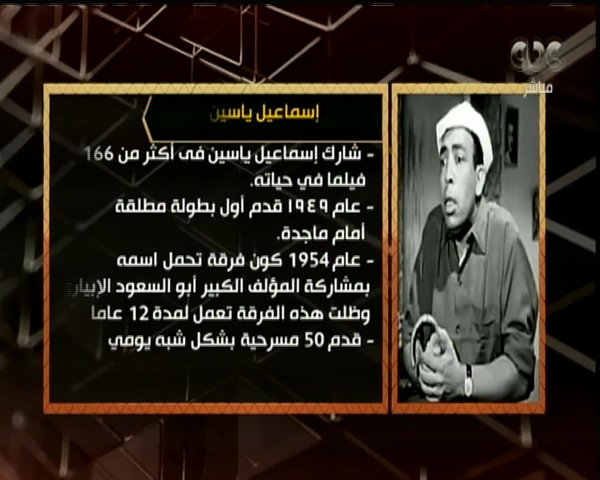 cbc
مباشر
إسماعيل ياسين
- شارك إسماعيل ياسين فى أكثر من 166
فيلما في حياته.
- عام ١٩٤٩ قدم أول بطولة مطلقة
أمام ماجدة.
- عام 1954 كون فرقة تحمل اسمه
بمشاركة المؤلف الكبير أبو السعود الإبياري
وظلت هذه الفرقة تعمل لمدة 12 عاما
- قدم 50 مسرحية بشكل شبه يومي